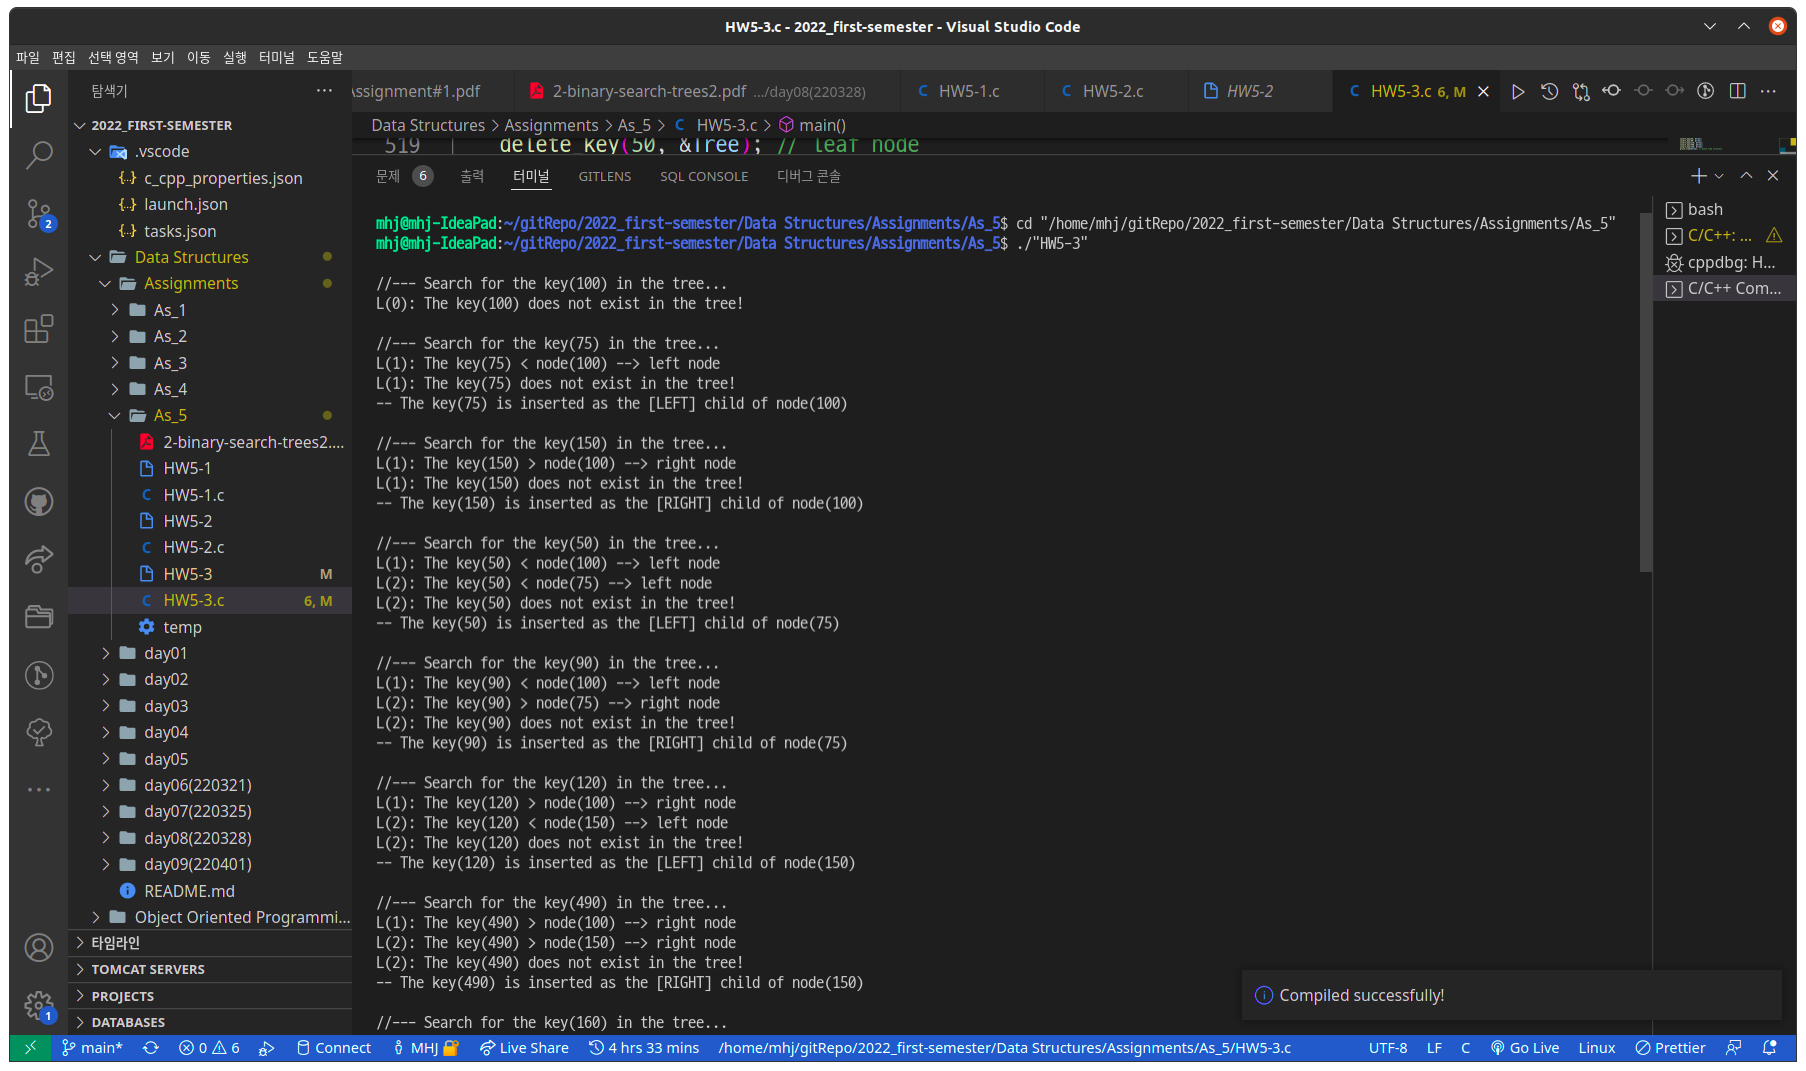 HW5-3.c - 2022_first-semester - Visual Studio Code
파일 편집 선택 영역 보기 이동 실행 터미널 도움말
탐색기 ···
Assignment#1.pdf 2-binary-search-trees2.pdf .../day08(220328) C HW5-1.c C HW5-2.c HW5-2 C HW5-3.c 6, M
Data Structures > Assignments > As_5 > C HW5-3.c > main()
519 delete_key(50, &Tree); // leaf node
문제 6 출력 터미널 GITLENS SQL CONSOLE 디버그 콘솔
2022_FIRST-SEMESTER
.vscode
{..} c_cpp_properties.json
{..} launch.json
{..} tasks.json
Data Structures
Assignments
As_1
As_2
As_3
As_4
As_5
2-binary-search-trees2....
HW5-1
C HW5-1.c
HW5-2
C HW5-2.c
HW5-3 M
C HW5-3.c 6, M
temp
day01
day02
day03
day04
day05
day06(220321)
day07(220325)
day08(220328)
day09(220401)
README.md
Object Oriented Programmi...
타임라인
TOMCAT SERVERS
PROJECTS
DATABASES
2
1
mhj@mhj-IdeaPad:~/gitRepo/2022_first-semester/Data Structures/Assignments/As_5$ cd "/home/mhj/gitRepo/2022_first-semester/Data Structures/Assignments/As_5"
mhj@mhj-IdeaPad:~/gitRepo/2022_first-semester/Data Structures/Assignments/As_5$ ./"HW5-3"
//--- Search for the key(100) in the tree...
L(0): The key(100) does not exist in the tree!
//--- Search for the key(75) in the tree...
L(1): The key(75) < node(100) --> left node
L(1): The key(75) does not exist in the tree!
-- The key(75) is inserted as the [LEFT] child of node(100)
//--- Search for the key(150) in the tree...
L(1): The key(150) > node(100) --> right node
L(1): The key(150) does not exist in the tree!
-- The key(150) is inserted as the [RIGHT] child of node(100)
//--- Search for the key(50) in the tree...
L(1): The key(50) < node(100) --> left node
L(2): The key(50) < node(75) --> left node
L(2): The key(50) does not exist in the tree!
-- The key(50) is inserted as the [LEFT] child of node(75)
//--- Search for the key(90) in the tree...
L(1): The key(90) < node(100) --> left node
L(2): The key(90) > node(75) --> right node
L(2): The key(90) does not exist in the tree!
-- The key(90) is inserted as the [RIGHT] child of node(75)
//--- Search for the key(120) in the tree...
L(1): The key(120) > node(100) --> right node
L(2): The key(120) < node(150) --> left node
L(2): The key(120) does not exist in the tree!
-- The key(120) is inserted as the [LEFT] child of node(150)
//--- Search for the key(490) in the tree...
L(1): The key(490) > node(100) --> right node
L(2): The key(490) > node(150) --> right node
L(2): The key(490) does not exist in the tree!
-- The key(490) is inserted as the [RIGHT] child of node(150)
//--- Search for the key(160) in the tree...
bash
C/C++: ...
cppdbg: H...
C/C++ Com...
Compiled successfully!
main* 0 6 Connect MHJ Live Share 4 hrs 33 mins /home/mhj/gitRepo/2022_first-semester/Data Structures/Assignments/As_5/HW5-3.c UTF-8 LF C Go Live Linux Prettier